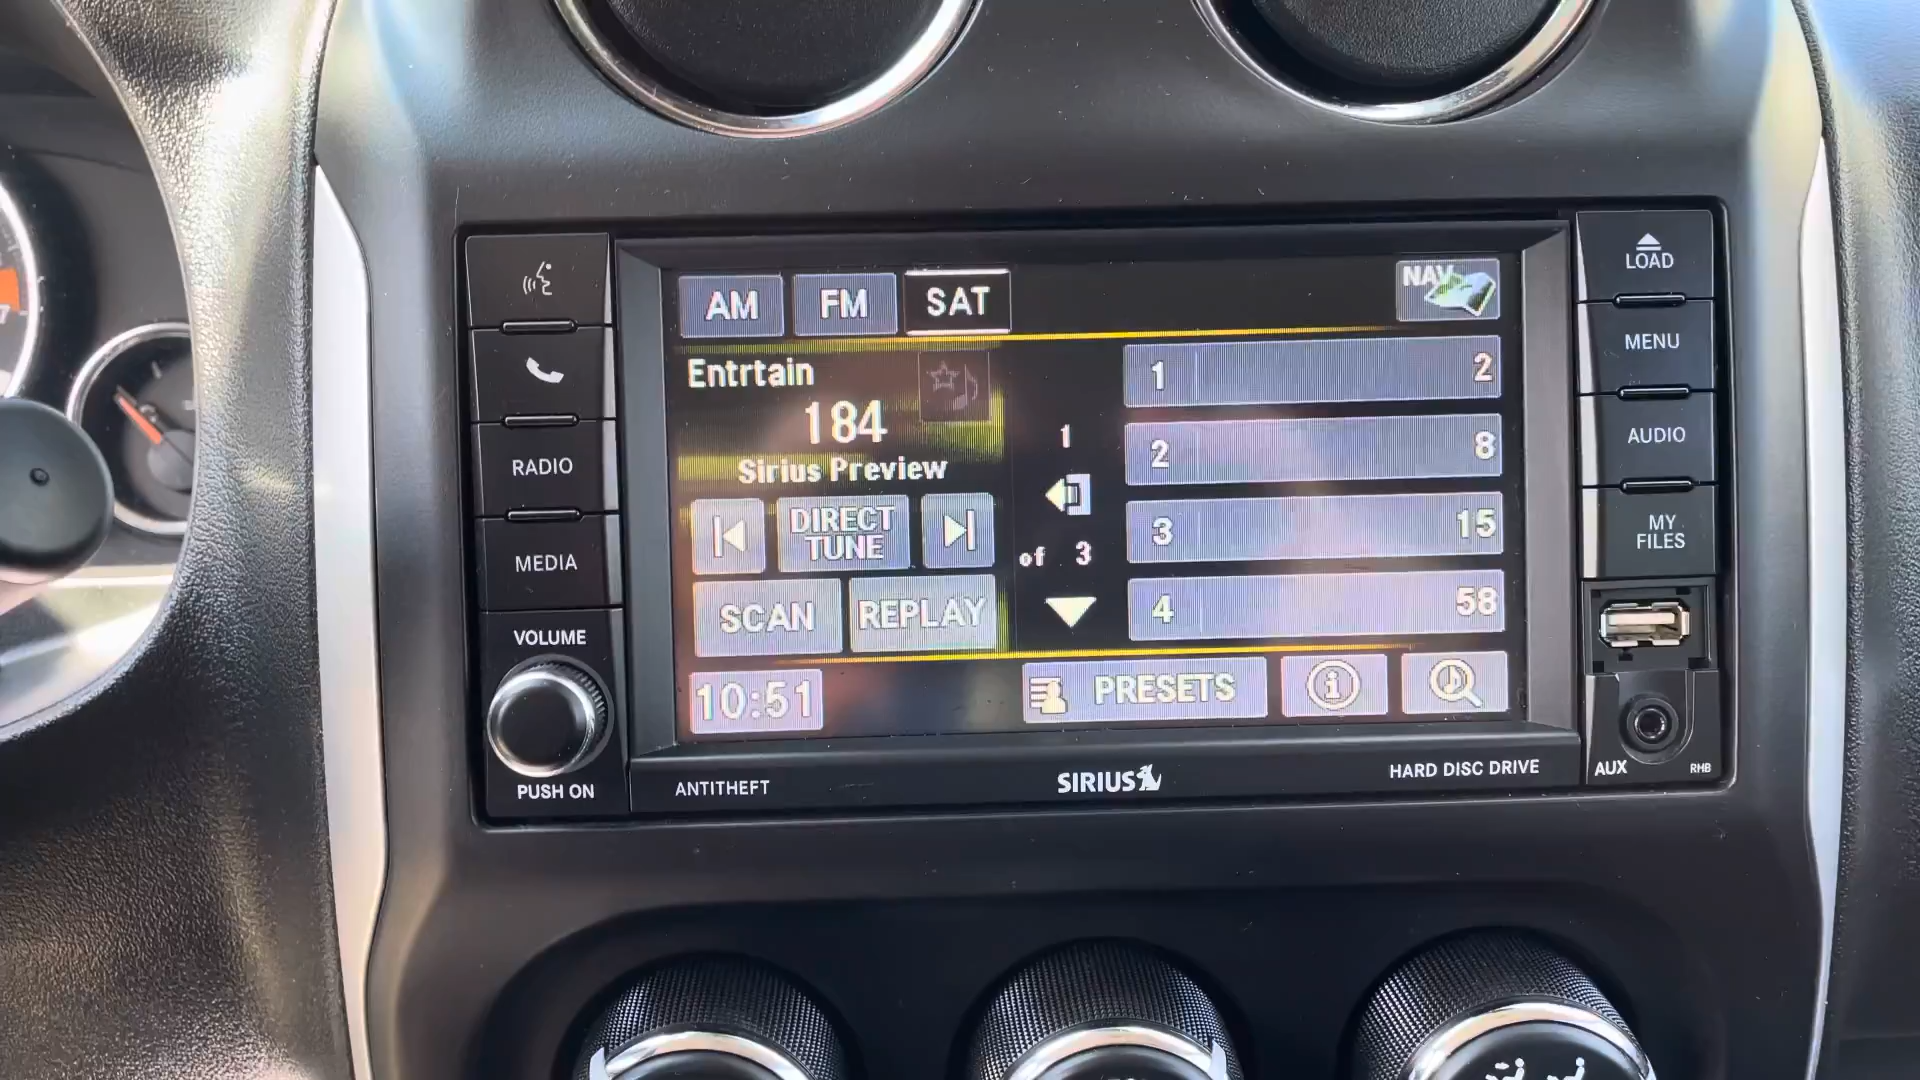 AM FM SAT NAV
Entrtain
184
Sirius Preview
DIRECT
TUNE
SCAN REPLAY
10:51
1
of 3
1 2
2 8
3 15
4 58
PRESETS
RADIO
MEDIA
VOLUME
PUSH ON
ANTITHEFT
SIRIUS
HARD DISC DRIVE
LOAD
MENU
AUDIO
MY
FILES
AUX
RHB
7